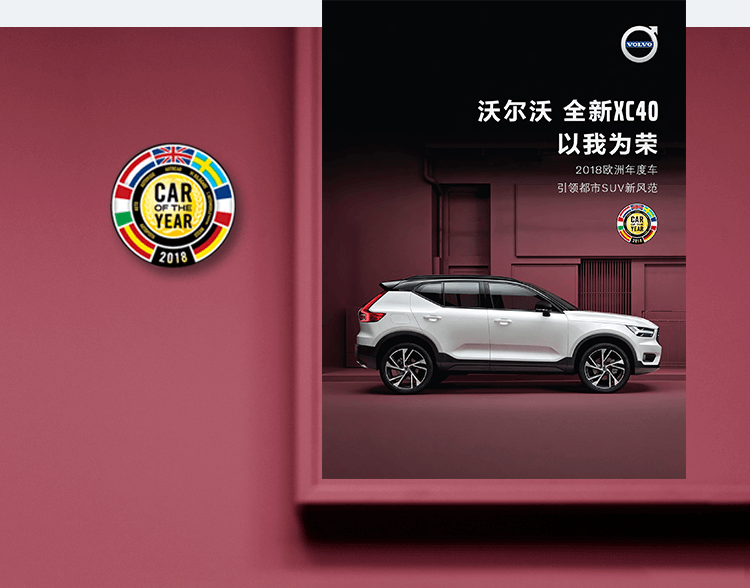 CAR
OF THE
YEAR
2018
VOLVO
沃尔沃 全新XC40
以我为荣
2018欧洲年度车
引领都市SUV新风范
CAR
OF THE
YEAR
2018